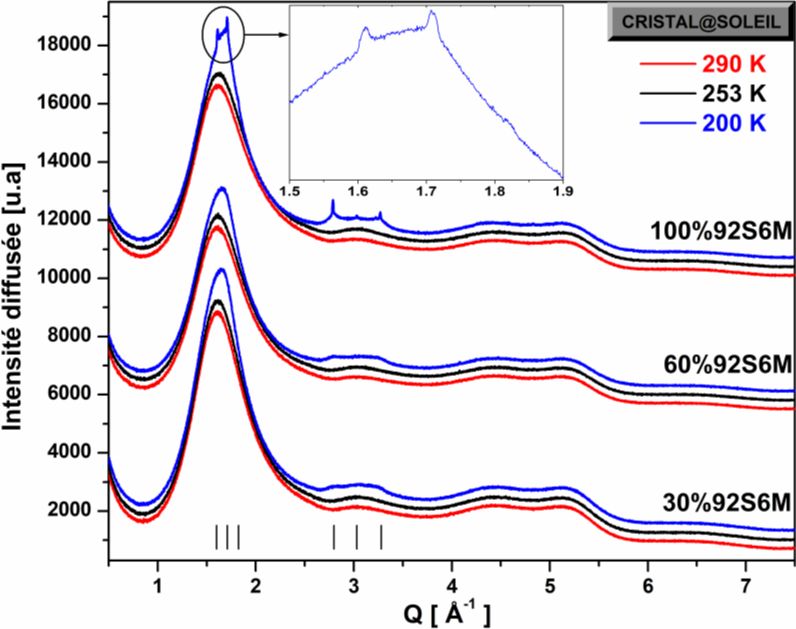 CRISTAL@SOLEIL
290 K
253 K
200 K
1.5 1.6 1.7 1.8 1.9
Intensité diffusée [u.a]
18000
16000
14000
12000
10000
8000
6000
4000
2000
100%92S6M
60%92S6M
30%92S6M
1 2 3 4 5 6 7
Q [ Å⁻¹ ]